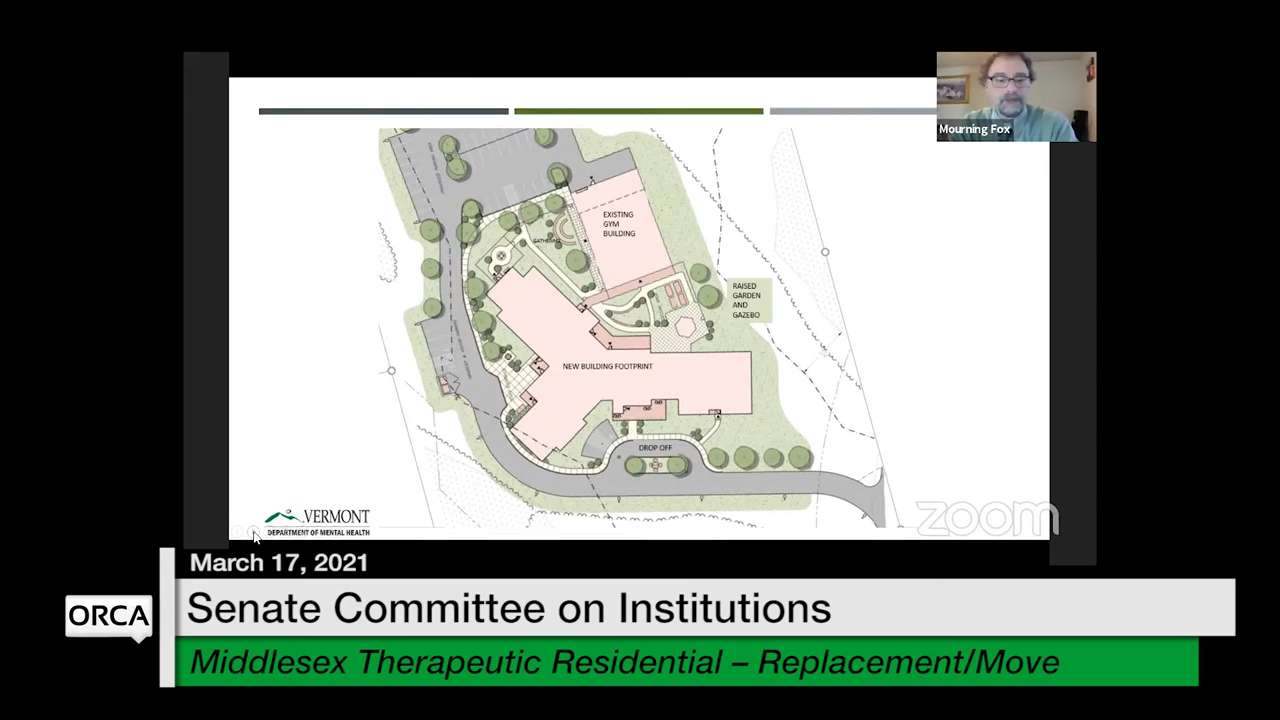 Mourning Fox
EXISTING
GYM
BUILDING
GATHERING
RAISED
GARDEN
AND
GAZEBO
NEW BUILDING FOOTPRINT
DROP OFF
VERMONT
DEPARTMENT OF MENTAL HEALTH
zoom
March 17, 2021
ORCA
Senate Committee on Institutions
Middlesex Therapeutic Residential – Replacement/Move